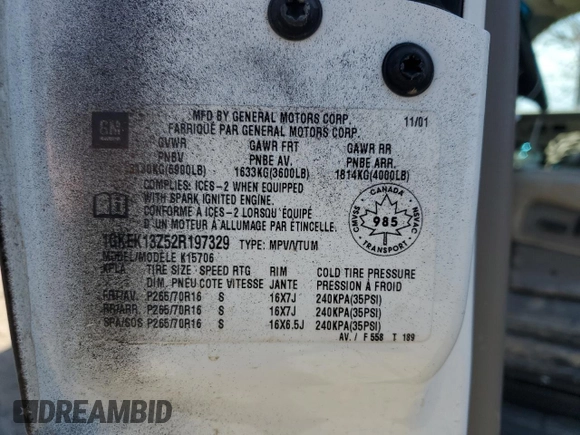 GM
MFD BY GENERAL MOTORS CORP. 11/01
FABRIQUÉ PAR GENERAL MOTORS CORP.
GVWR GAWR FRT GAWR RR
PNBV PNBE AV. PNBE ARR.
3130KG(6900LB) 1633KG(3600LB) 1814KG(4000LB)
COMPLIES: ICES-2 WHEN EQUIPPED
WITH SPARK IGNITED ENGINE.
CONFORME À ICES-2 LORSQU'ÉQUIPÉ
D'UN MOTEUR À ALLUMAGE PAR ÉTINCELLE.
CANADA
CMVSS 985 NSVAC
TRANSPORT
1GKEK13Z52R197329 TYPE: MPV/VTUM
MODEL/MODÈLE K15706
XPLA TIRE SIZE SPEED RTG RIM COLD TIRE PRESSURE
DIM. PNEU COTE VITESSE JANTE PRESSION À FROID
FRT/AV. P265/70R16 S 16X7J 240KPA(35PSI)
RR/ARR. P265/70R16 S 16X7J 240KPA(35PSI)
SPA/SOS P265/70R16 S 16X6.5J 240KPA(35PSI)
AV. / F 558 T 189
DREAMBID